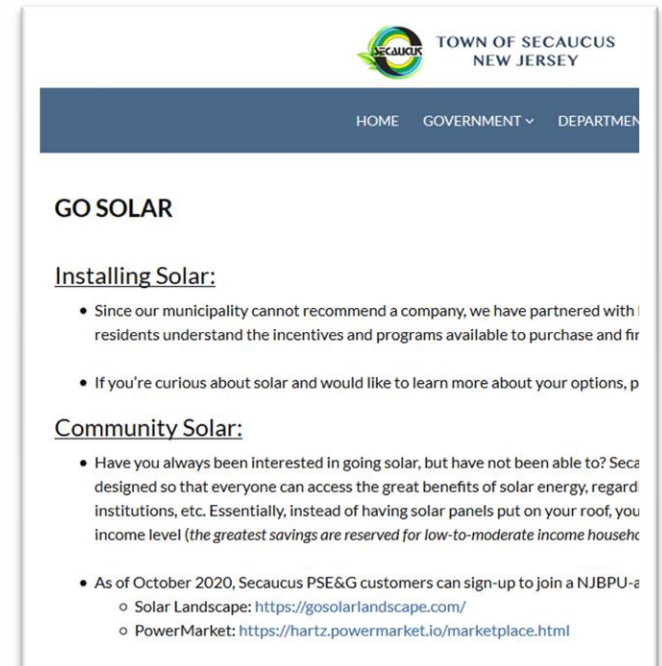 SECAUCUS
TOWN OF SECAUCUS
NEW JERSEY
HOME GOVERNMENT DEPARTMEN
GO SOLAR
Installing Solar:
• Since our municipality cannot recommend a company, we have partnered with
residents understand the incentives and programs available to purchase and fi
• If you're curious about solar and would like to learn more about your options, p
Community Solar:
• Have you always been interested in going solar, but have not been able to? Seca
designed so that everyone can access the great benefits of solar energy, regard
institutions, etc. Essentially, instead of having solar panels put on your roof, you
income level (the greatest savings are reserved for low-to-moderate income househo
• As of October 2020, Secaucus PSE&G customers can sign-up to join a NJBPU-a
o Solar Landscape: https://gosolarlandscape.com/
o PowerMarket: https://hartz.powermarket.io/marketplace.html